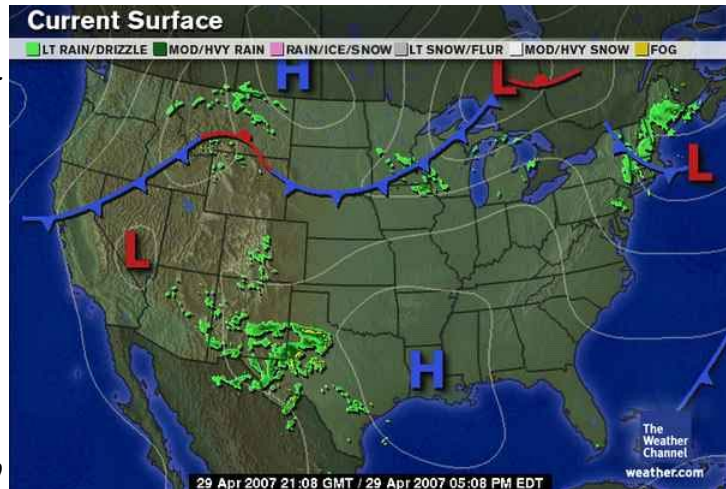 Current Surface
LT RAIN/DRIZZLE MOD/HVY RAIN RAIN/ICE/SNOW LT SNOW/FLUR MOD/HVY SNOW FOG
H
L
L
L
H
The
Weather
Channel
weather.com
29 Apr 2007 21:08 GMT / 29 Apr 2007 05:08 PM EDT